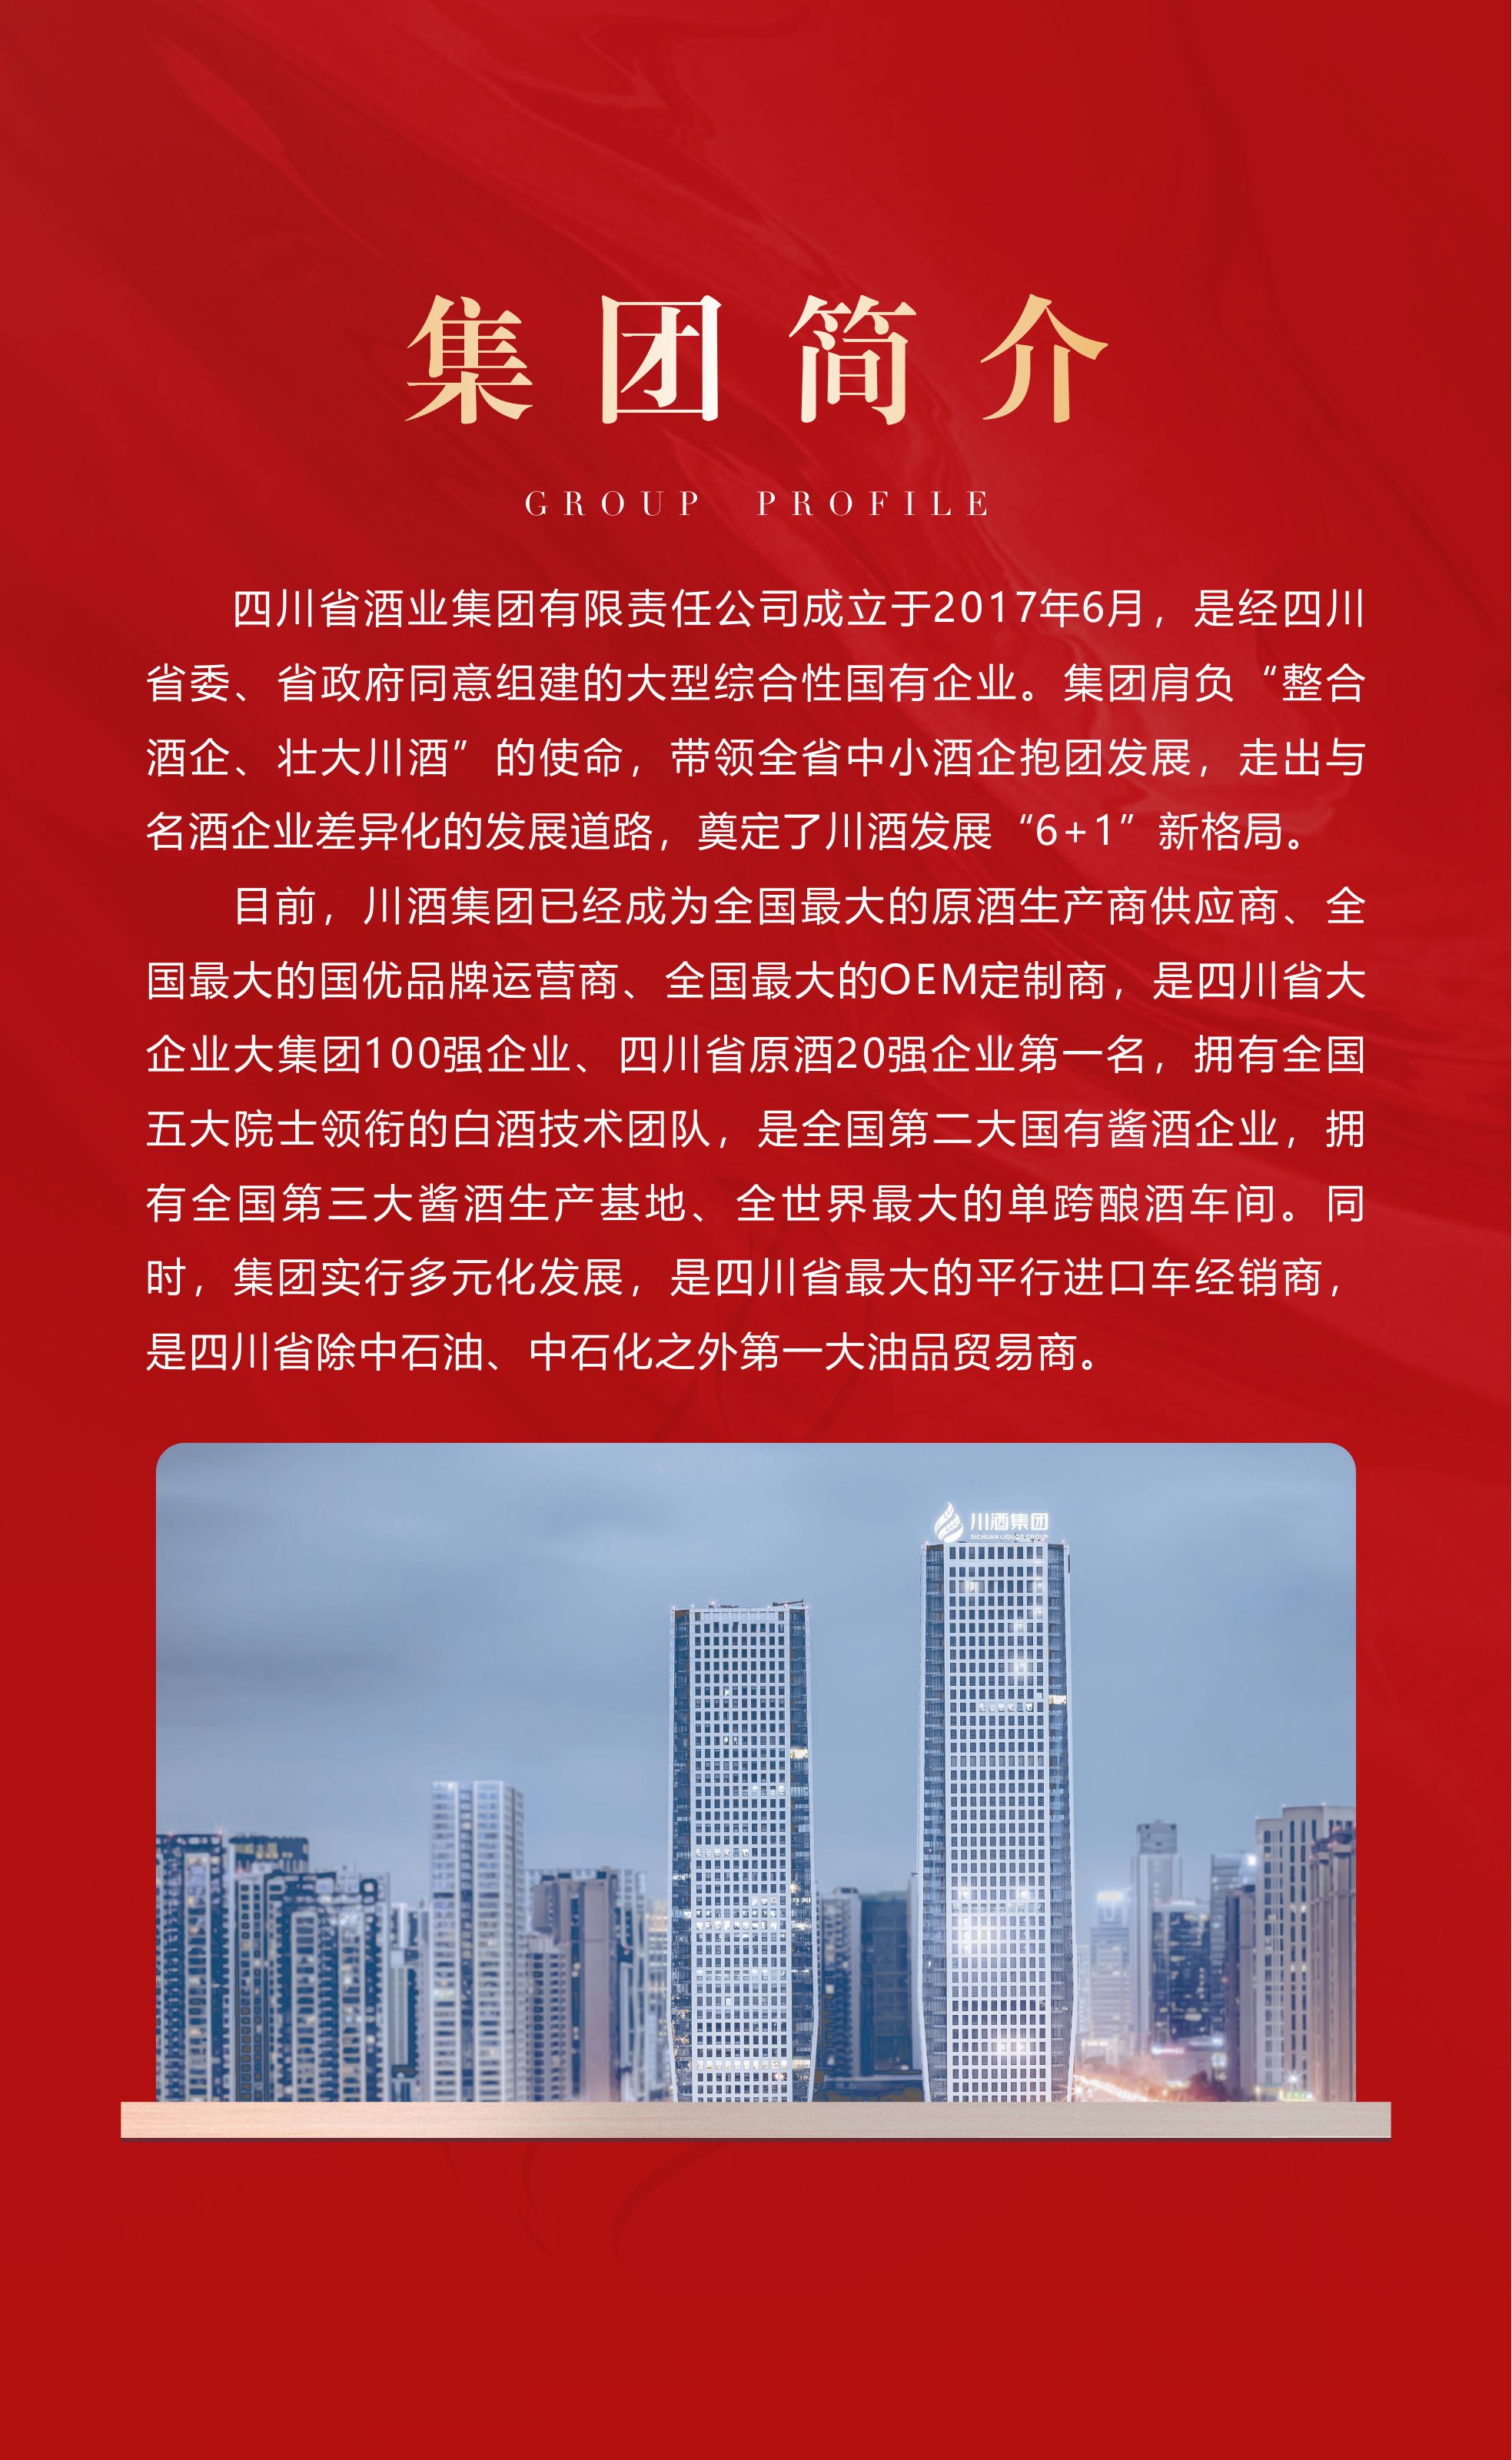 集团简介
GROUP PROFILE
四川省酒业集团有限责任公司成立于2017年6月，是经四川
省委、省政府同意组建的大型综合性国有企业。集团肩负“整合
酒企、壮大川酒”的使命，带领全省中小酒企抱团发展，走出与
名酒企业差异化的发展道路，奠定了川酒发展“6+1”新格局。
目前，川酒集团已经成为全国最大的原酒生产商供应商、全
国最大的国优品牌运营商、全国最大的OEM定制商，是四川省大
企业大集团100强企业、四川省原酒20强企业第一名，拥有全国
五大院士领衔的白酒技术团队，是全国第二大国有酱酒企业，拥
有全国第三大酱酒生产基地、全世界最大的单跨酿酒车间。同
时，集团实行多元化发展，是四川省最大的平行进口车经销商，
是四川省除中石油、中石化之外第一大油品贸易商。
川酒集团
SICHUAN LIQUOR GROUP